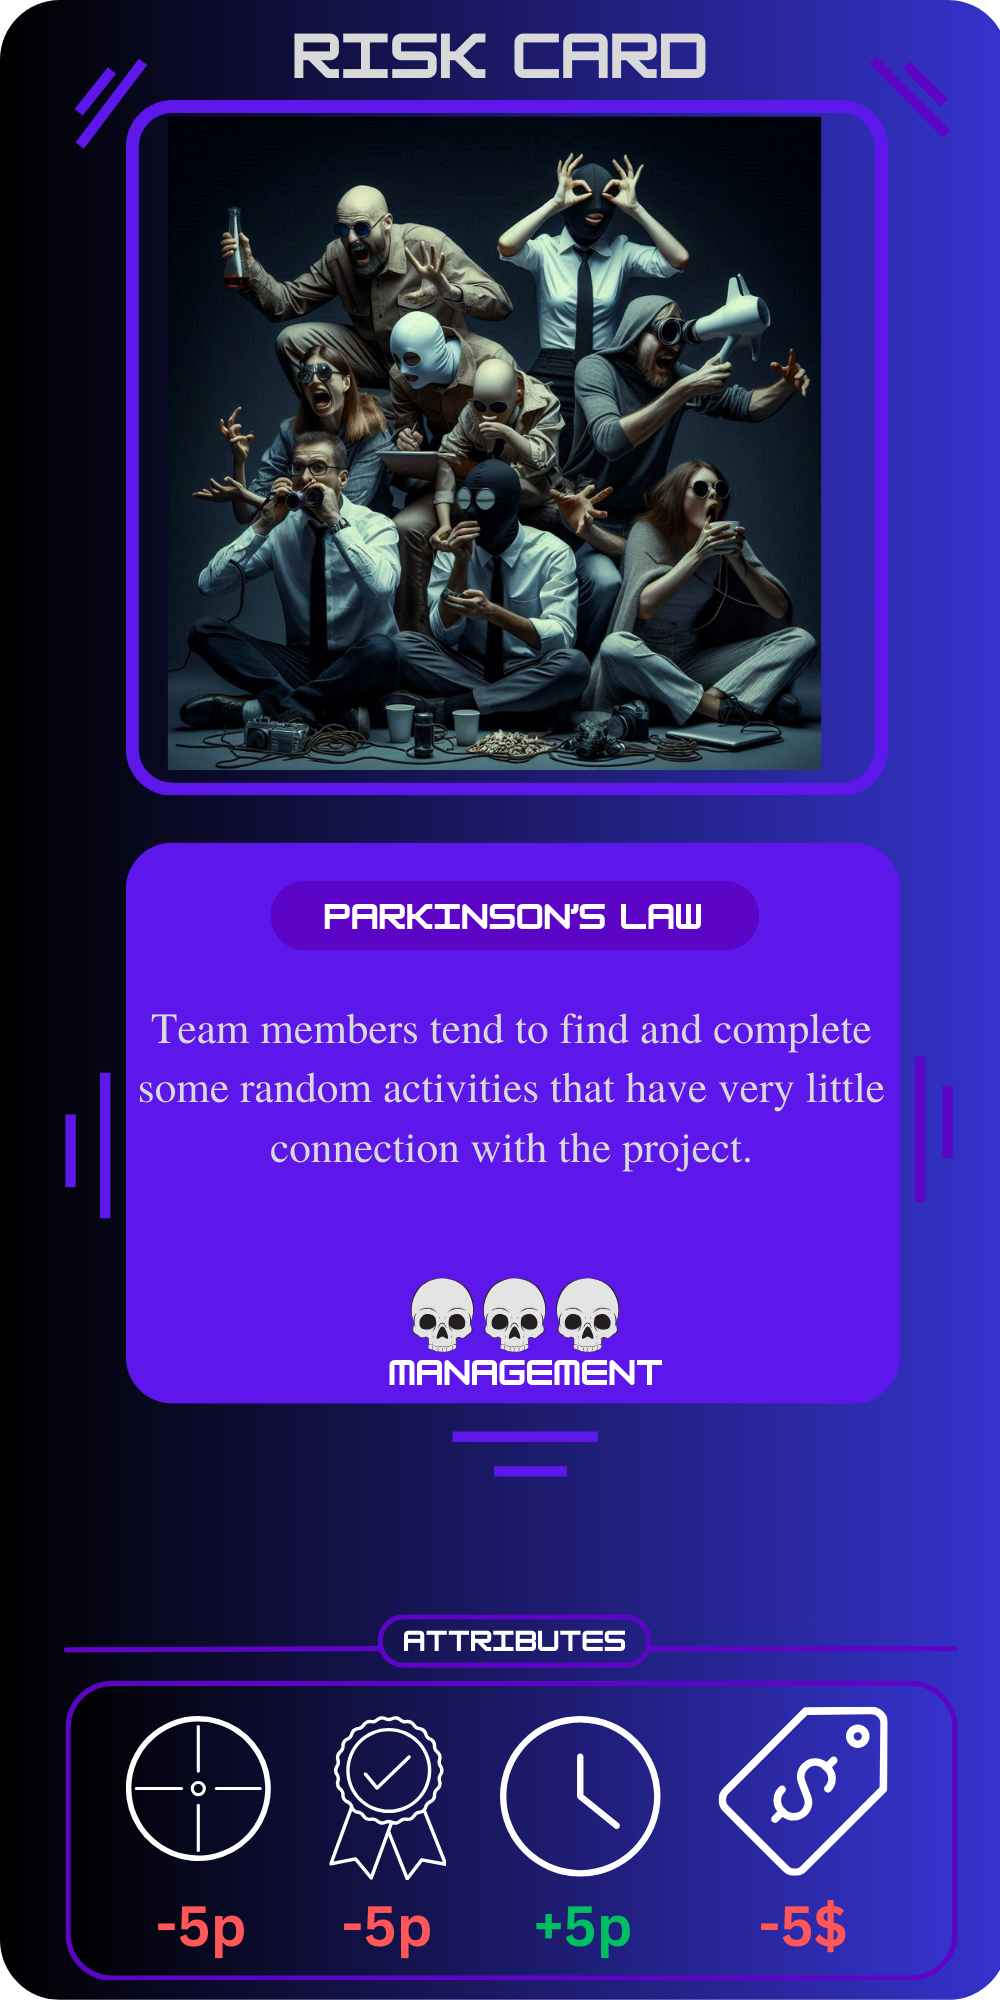 RISK CARD
PARKINSON'S LAW
Team members tend to find and complete
some random activities that have very little
connection with the project.
MANAGEMENT
ATTRIBUTES
-5p -5p +5p -5$